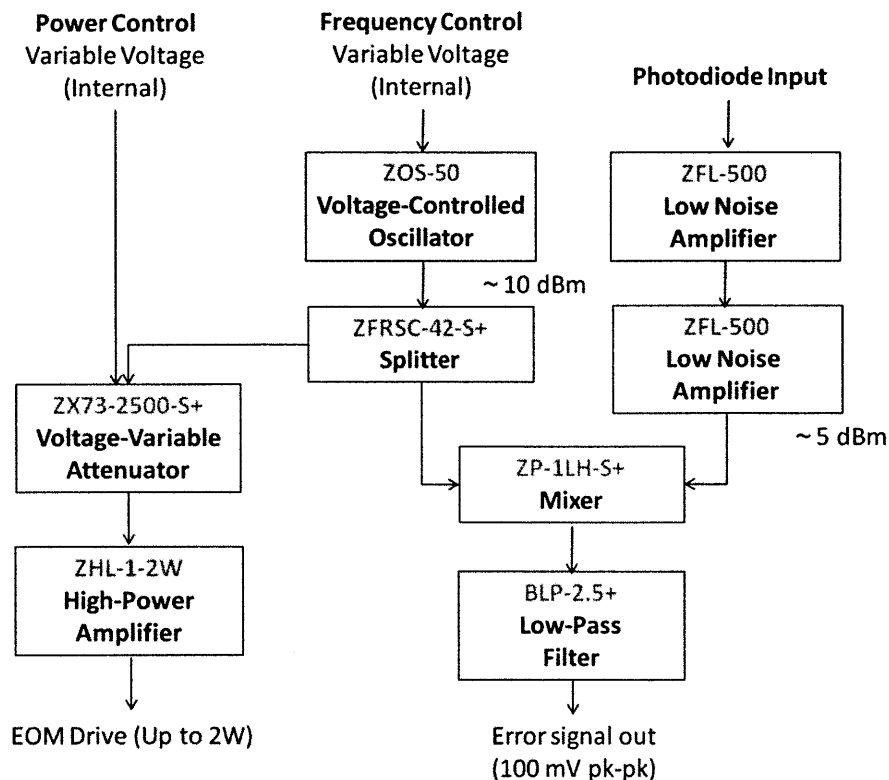 Power Control
Variable Voltage
(Internal)
Frequency Control
Variable Voltage
(Internal)
Photodiode Input
ZOS-50
Voltage-Controlled
Oscillator
ZFL-500
Low Noise
Amplifier
~ 10 dBm
ZFRSC-42-S+
Splitter
ZFL-500
Low Noise
Amplifier
ZX73-2500-S+
Voltage-Variable
Attenuator
~ 5 dBm
ZP-1LH-S+
Mixer
ZHL-1-2W
High-Power
Amplifier
BLP-2.5+
Low-Pass
Filter
EOM Drive (Up to 2W)
Error signal out
(100 mV pk-pk)